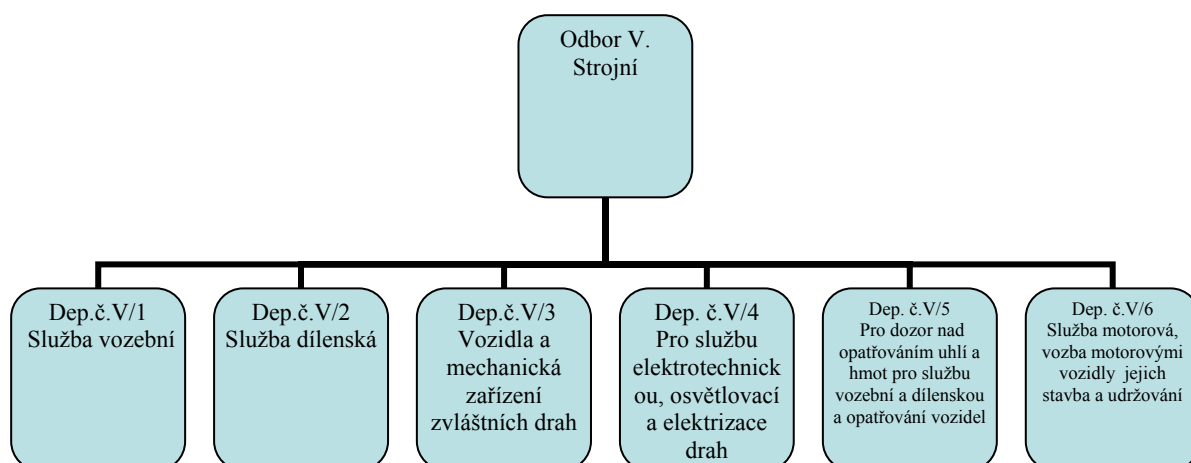 Odbor V.
Strojní
Dep.č.V/1
Služba vozební
Dep.č.V/2
Služba dílenská
Dep.č.V/3
Vozidla a
mechanická
zařízení
zvláštních drah
Dep. č.V/4
Pro službu
elektrotechnick
ou, osvětlovací
a elektrizace
drah
Dep. č.V/5
Pro dozor nad
opatřováním uhlí a
hmot pro službu
vozební a dílenskou
a opatřování vozidel
Dep. č.V/6
Služba motorová,
vozba motorovými
vozidly jejich
stavba a udržování